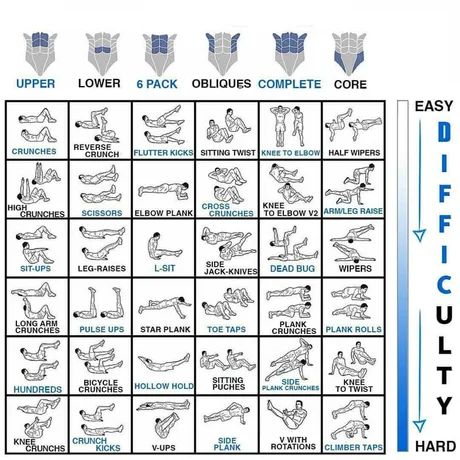 UPPER LOWER 6 PACK OBLIQUES COMPLETE CORE
EASY
CRUNCHES
REVERSE
CRUNCH
FLUTTER KICKS
SITTING TWIST
KNEE TO ELBOW
HALF WIPERS
HIGH
CRUNCHES
SCISSORS
ELBOW PLANK
CROSS
CRUNCHES
KNEE
TO ELBOW V2
ARM/LEG RAISE
SIT-UPS
LEG-RAISES
L-SIT
SIDE
JACK-KNIVES
DEAD BUG
WIPERS
LONG ARM
CRUNCHES
PULSE UPS
STAR PLANK
TOE TAPS
PLANK
CRUNCHES
PLANK ROLLS
HUNDREDS
BICYCLE
CRUNCHES
HOLLOW HOLD
SITTING
PUCHES
SIDE
PLANK CRUNCHES
KNEE
TO TWIST
KNEE
CRUNCHS
CRUNCH
KICKS
V-UPS
SIDE
PLANK
V WITH
ROTATIONS
CLIMBER TAPS
DIFFICULTY
HARD